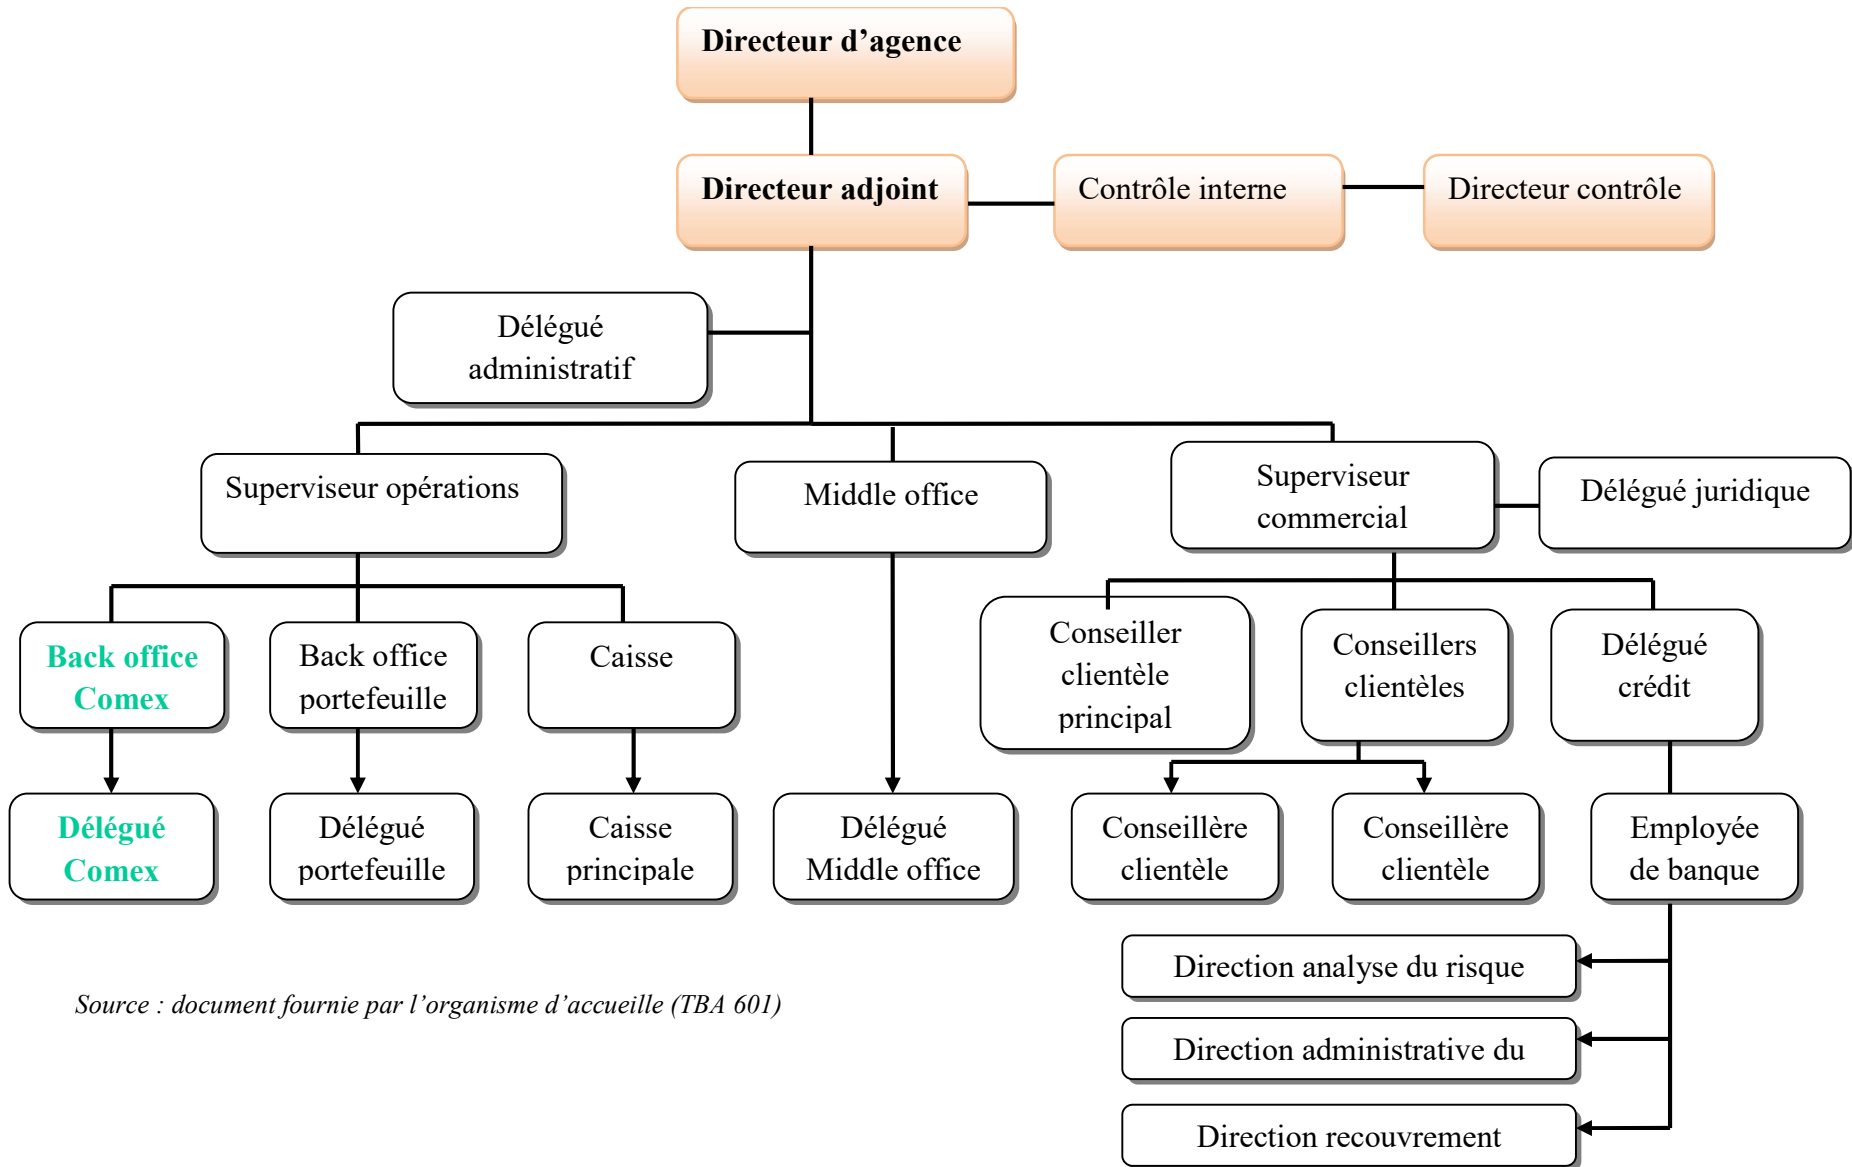 Directeur d’agence
Directeur adjoint
Contrôle interne
Directeur contrôle
Délégué
administratif
Superviseur opérations
Middle office
Superviseur
commercial
Délégué juridique
Back office
Comex
Back office
portefeuille
Caisse
Conseiller
clientèle
principal
Conseillers
clientèles
Délégué
crédit
Délégué
Comex
Délégué
portefeuille
Caisse
principale
Délégué
Middle office
Conseillère
clientèle
Conseillère
clientèle
Employée
de banque
Direction analyse du risque
Source : document fournie par l’organisme d’accueille (TBA 601)
Direction administrative du
Direction recouvrement